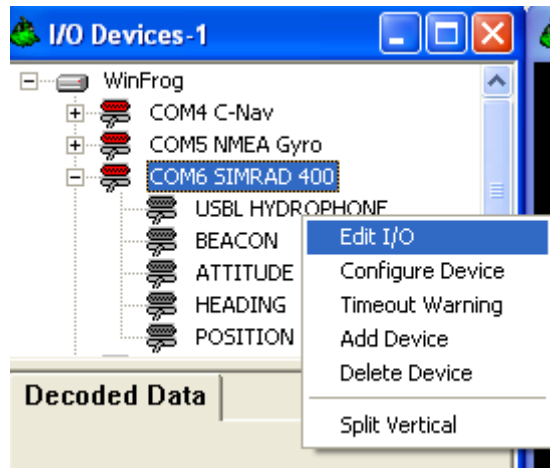 I/O Devices-1
WinFrog
COM4 C-Nav
COM5 NMEA Gyro
COM6 SIMRAD 400
USBL HYDROPHONE
BEACON
ATTITUDE
HEADING
POSITION
Edit I/O
Configure Device
Timeout Warning
Add Device
Delete Device
Split Vertical
Decoded Data